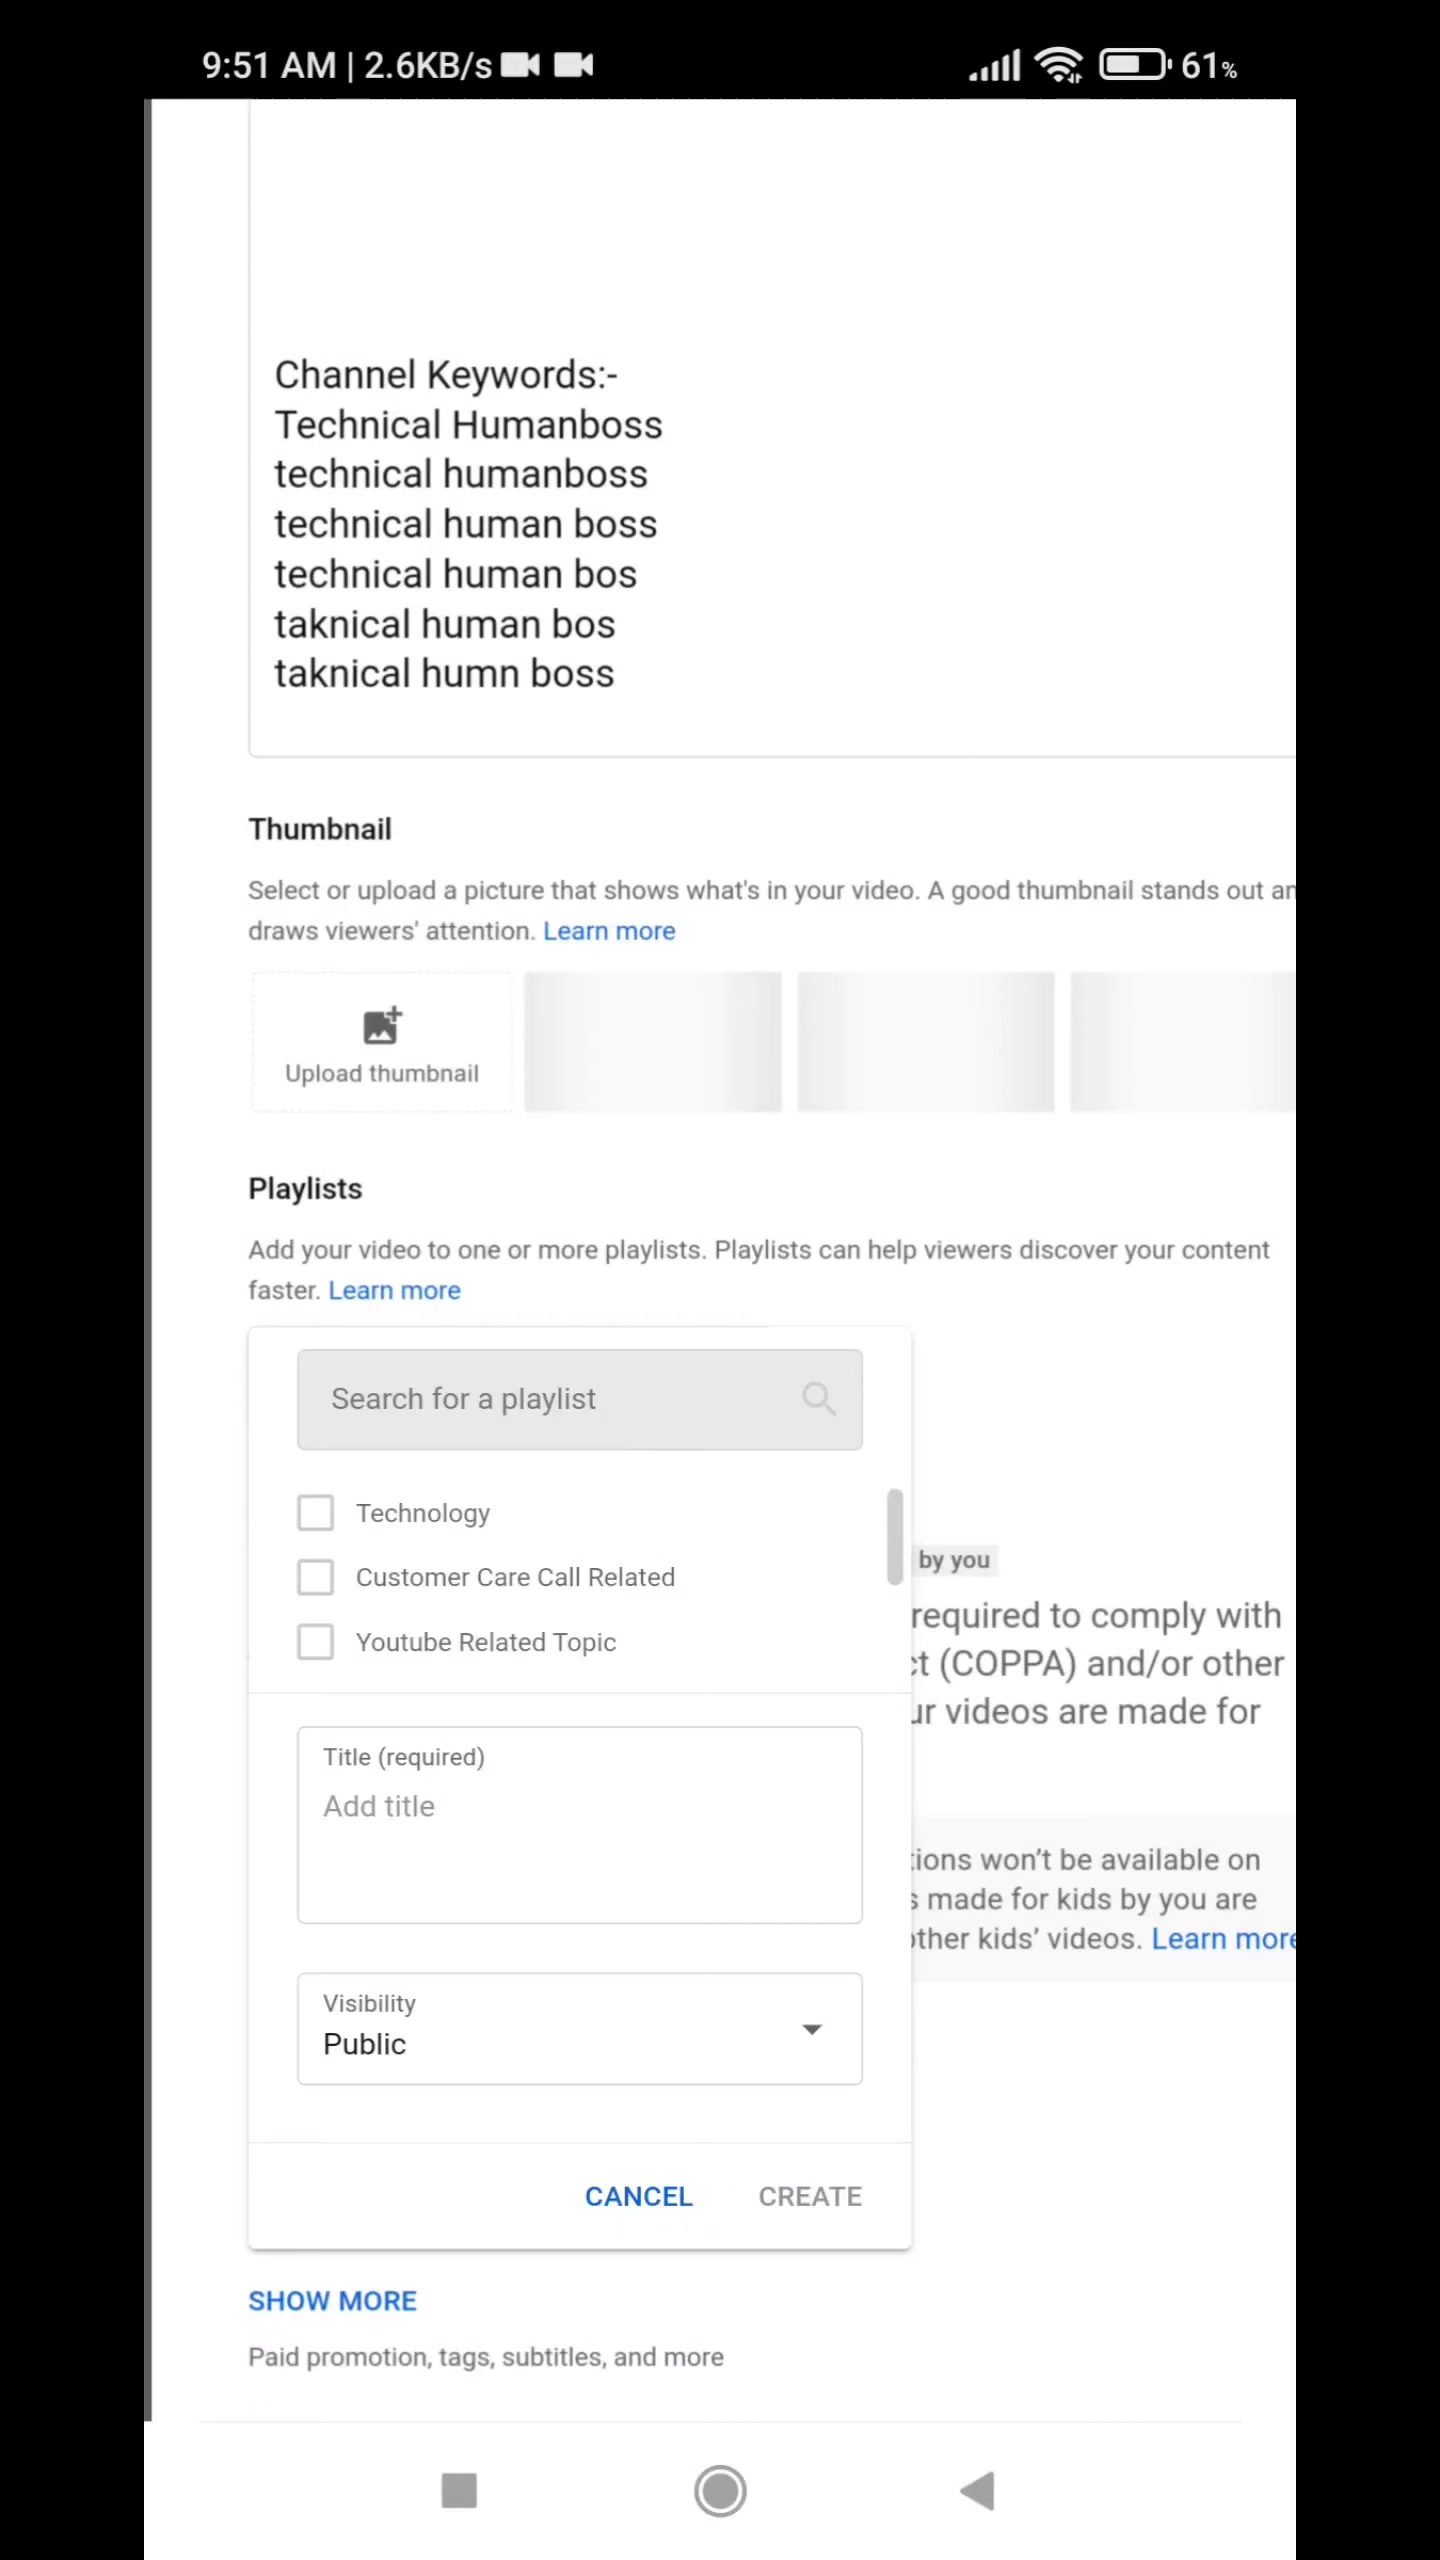 9:51 AM | 2.6KB/s 61%
Channel Keywords:-
Technical Humanboss
technical humanboss
technical human boss
technical human bos
taknical human bos
taknical humn boss
Thumbnail
Select or upload a picture that shows what's in your video. A good thumbnail stands out an
draws viewers' attention. Learn more
Upload thumbnail
Playlists
Add your video to one or more playlists. Playlists can help viewers discover your content
faster. Learn more
Search for a playlist
Technology
Customer Care Call Related
Youtube Related Topic
by you
required to comply with
ct (COPPA) and/or other
ur videos are made for
Title (required)
Add title
tions won't be available on
s made for kids by you are
other kids' videos. Learn more
Visibility
Public
CANCEL CREATE
SHOW MORE
Paid promotion, tags, subtitles, and more